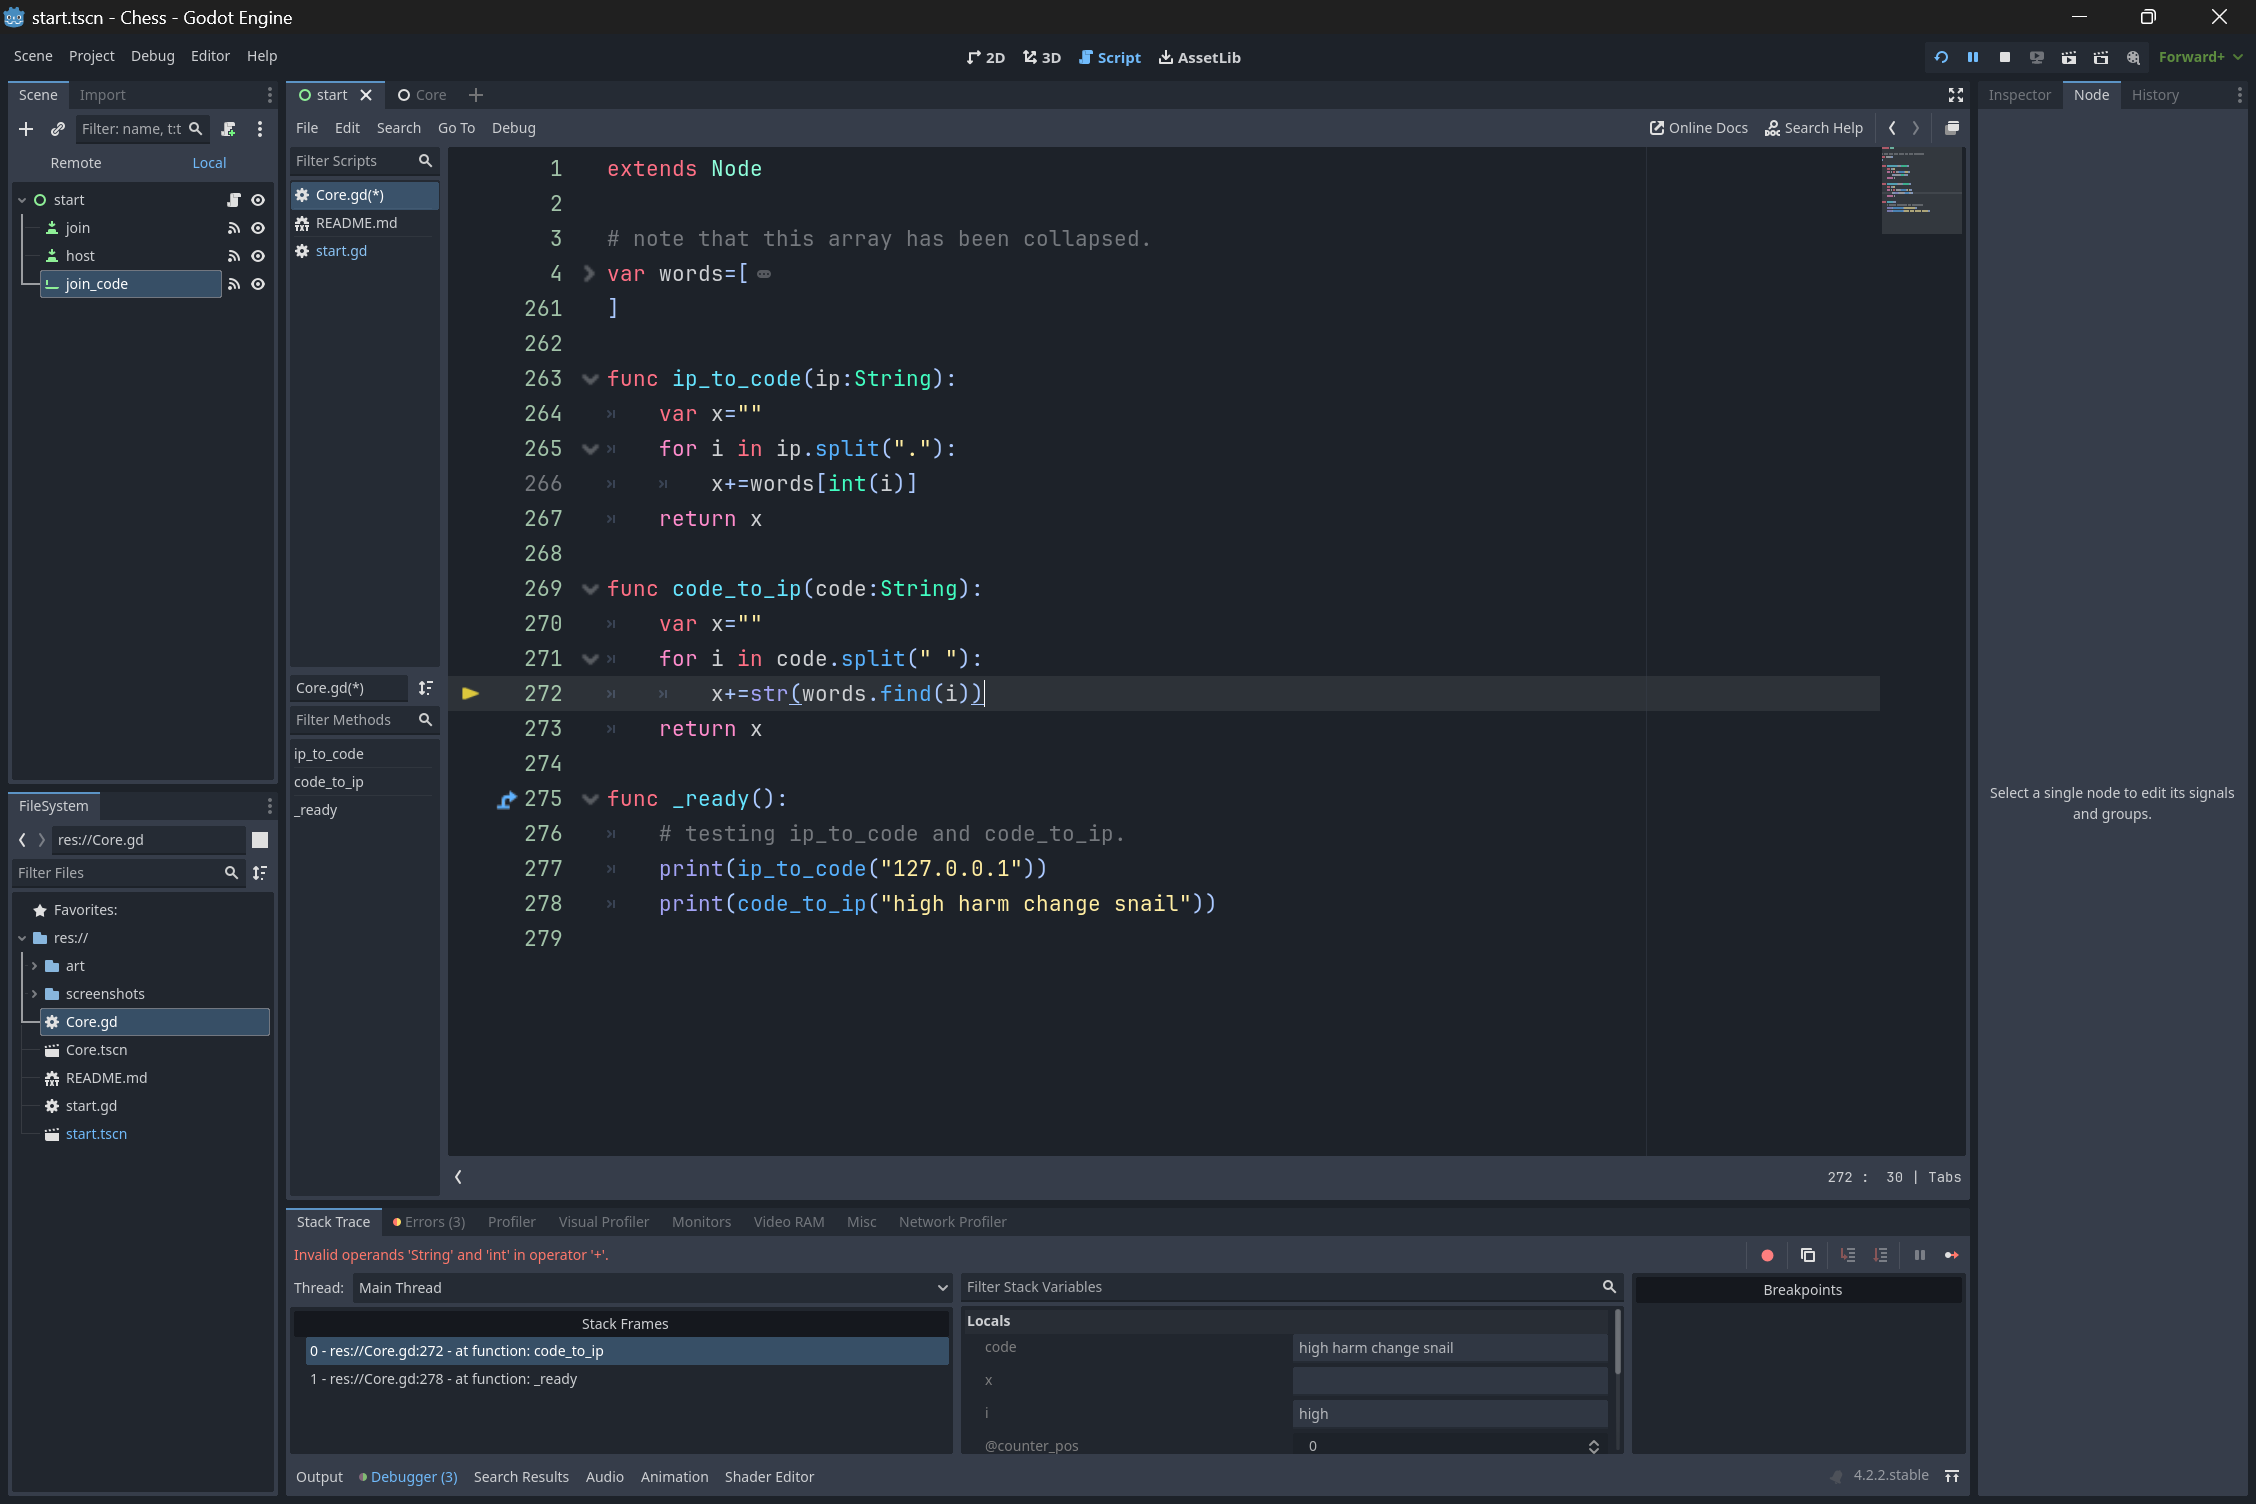 start.tscn - Chess - Godot Engine
Scene Project Debug Editor Help
2D 3D Script AssetLib
Forward+
Scene Import
Filter: name, t:t
Remote Local
start
join
host
join_code
FileSystem
res://Core.gd
Filter Files
Favorites:
res://
art
screenshots
Core.gd
Core.tscn
README.md
start.gd
start.tscn
start Core
File Edit Search Go To Debug
Online Docs Search Help
Filter Scripts
Core.gd(*)
README.md
start.gd
Core.gd(*)
Filter Methods
ip_to_code
code_to_ip
_ready
1 extends Node
2
3 # note that this array has been collapsed.
4 var words=[
261 ]
262
263 func ip_to_code(ip:String):
264 var x=""
265 for i in ip.split("."):
266 x+=words[int(i)]
267 return x
268
269 func code_to_ip(code:String):
270 var x=""
271 for i in code.split(" "):
272 x+=str(words.find(i))
273 return x
274
275 func _ready():
276 # testing ip_to_code and code_to_ip.
277 print(ip_to_code("127.0.0.1"))
278 print(code_to_ip("high harm change snail"))
279
272 : 30 | Tabs
Stack Trace Errors (3) Profiler Visual Profiler Monitors Video RAM Misc Network Profiler
Invalid operands 'String' and 'int' in operator '+'.
Thread: Main Thread
Stack Frames
0 - res://Core.gd:272 - at function: code_to_ip
1 - res://Core.gd:278 - at function: _ready
Filter Stack Variables
Locals
code high harm change snail
x
i high
@counter_pos 0
Breakpoints
Output Debugger (3) Search Results Audio Animation Shader Editor
4.2.2.stable
Inspector Node History
Select a single node to edit its signals
and groups.